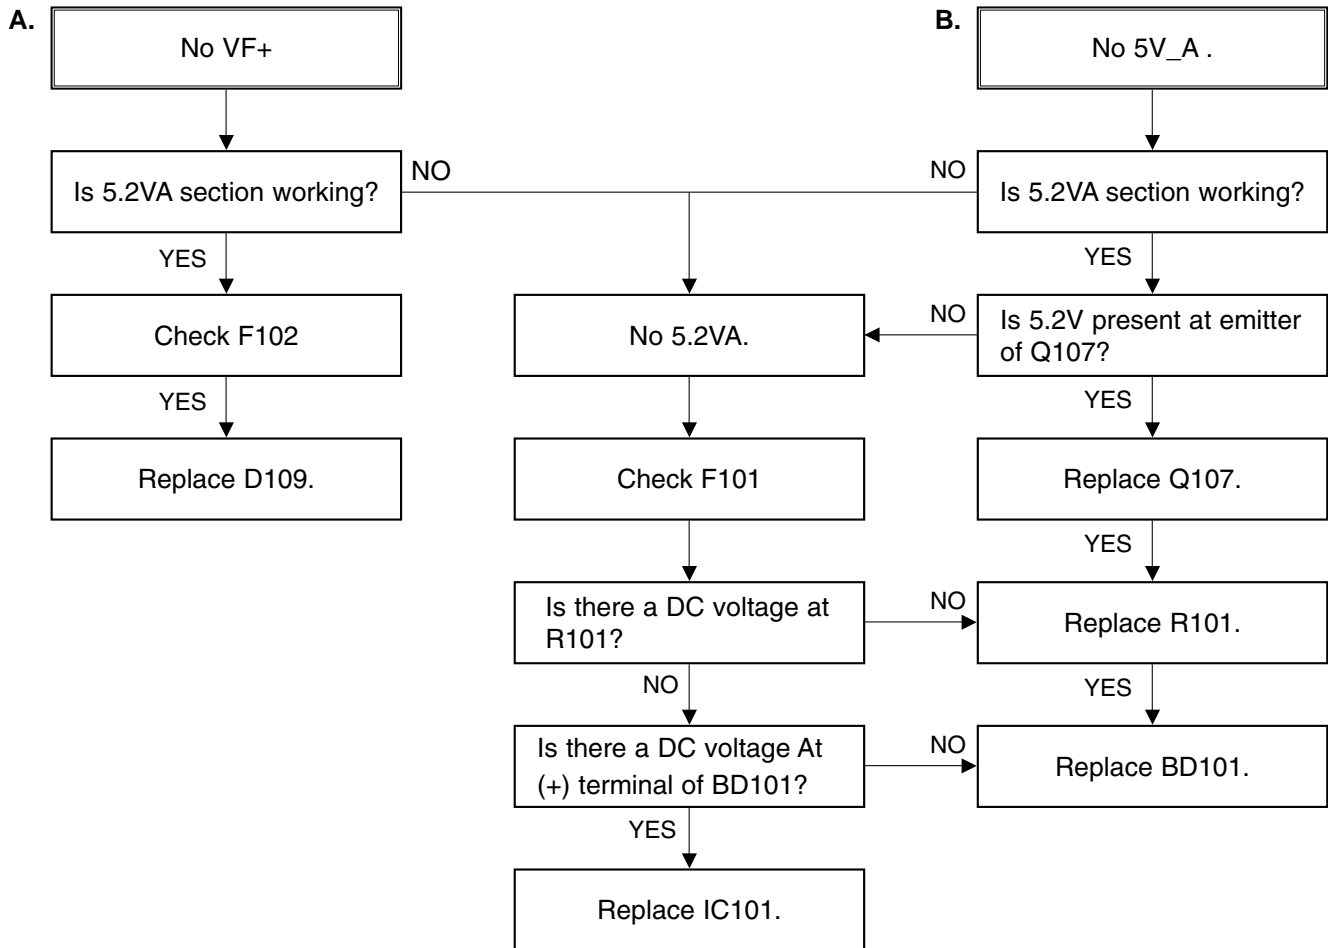 A.
No VF+
B.
No 5V_A .
Is 5.2VA section working?
NO
NO
Is 5.2VA section working?
YES
YES
Check F102
No 5.2VA.
NO
Is 5.2V present at emitter
of Q107?
YES
YES
Replace D109.
Check F101
Replace Q107.
YES
Is there a DC voltage at
R101?
NO
Replace R101.
NO
YES
Is there a DC voltage At
(+) terminal of BD101?
NO
Replace BD101.
YES
Replace IC101.